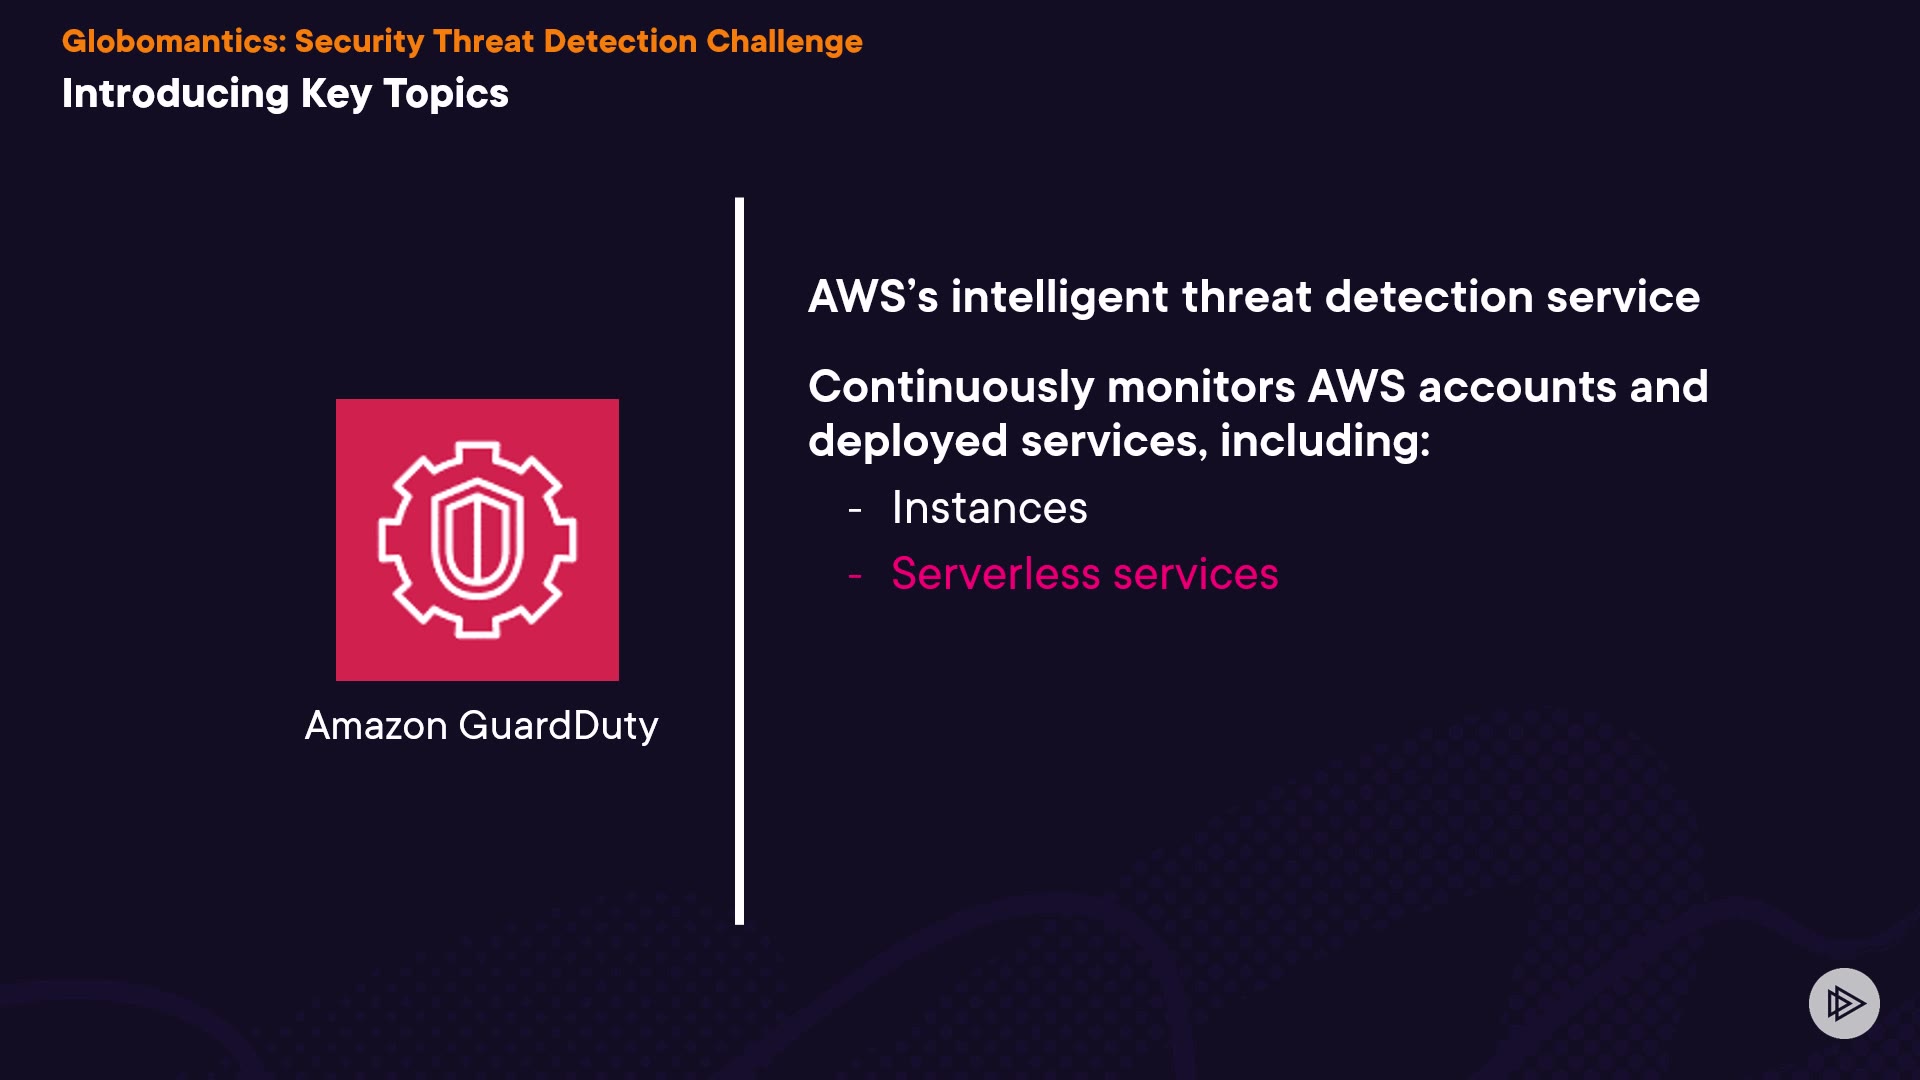 Globomantics: Security Threat Detection Challenge
Introducing Key Topics
AWS’s intelligent threat detection service
Continuously monitors AWS accounts and
deployed services, including:
- Instances
- Serverless services
Amazon GuardDuty